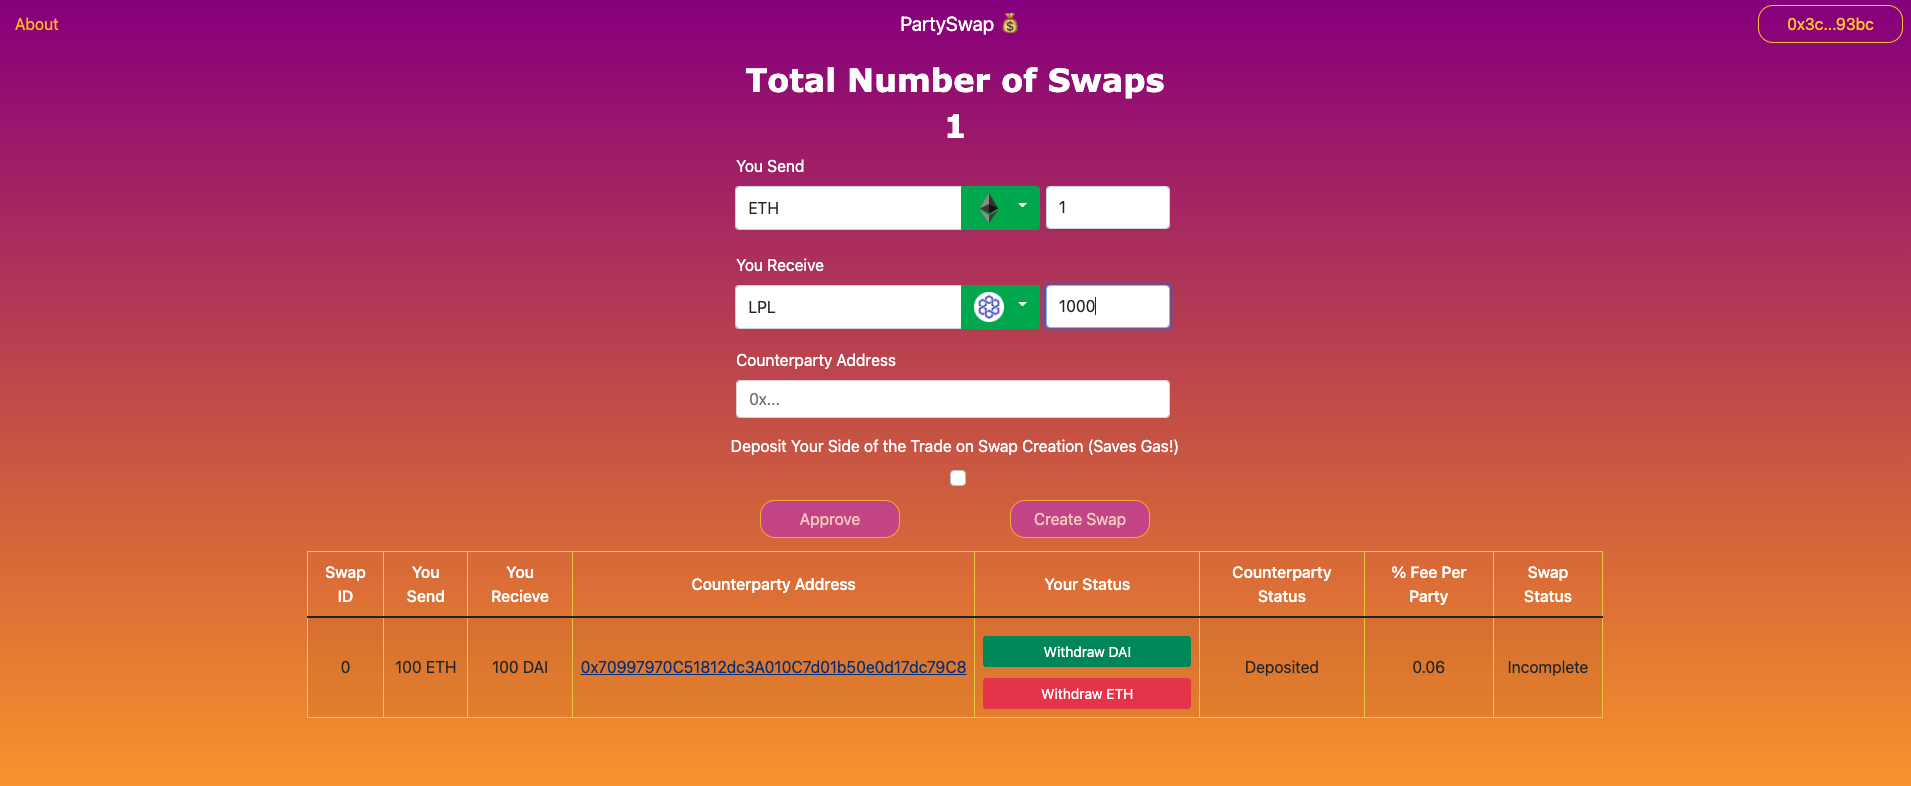 About
PartySwap 💰
0x3c...93bc
Total Number of Swaps
1
You Send
ETH
1
You Receive
LPL
1000
Counterparty Address
0x...
Deposit Your Side of the Trade on Swap Creation (Saves Gas!)
Approve
Create Swap
Swap ID
You Send
You Recieve
Counterparty Address
Your Status
Counterparty Status
% Fee Per Party
Swap Status
0
100 ETH
100 DAI
0x70997970C51812dc3A010C7d01b50e0d17dc79C8
Withdraw DAI
Withdraw ETH
Deposited
0.06
Incomplete